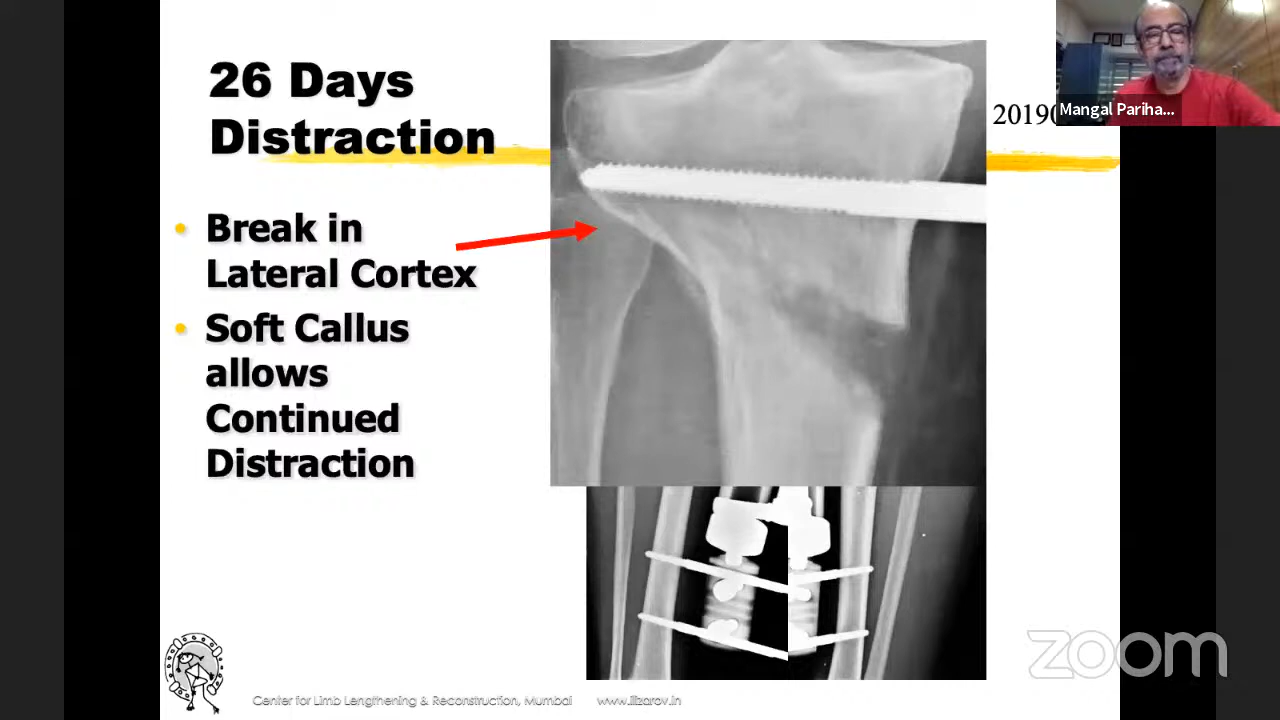 26 Days
Distraction
2019
Mangal Pariha...
• Break in
Lateral Cortex
• Soft Callus
allows
Continued
Distraction
zoom
Center for Limb Lengthening & Reconstruction, Mumbai www.ilizarov.in